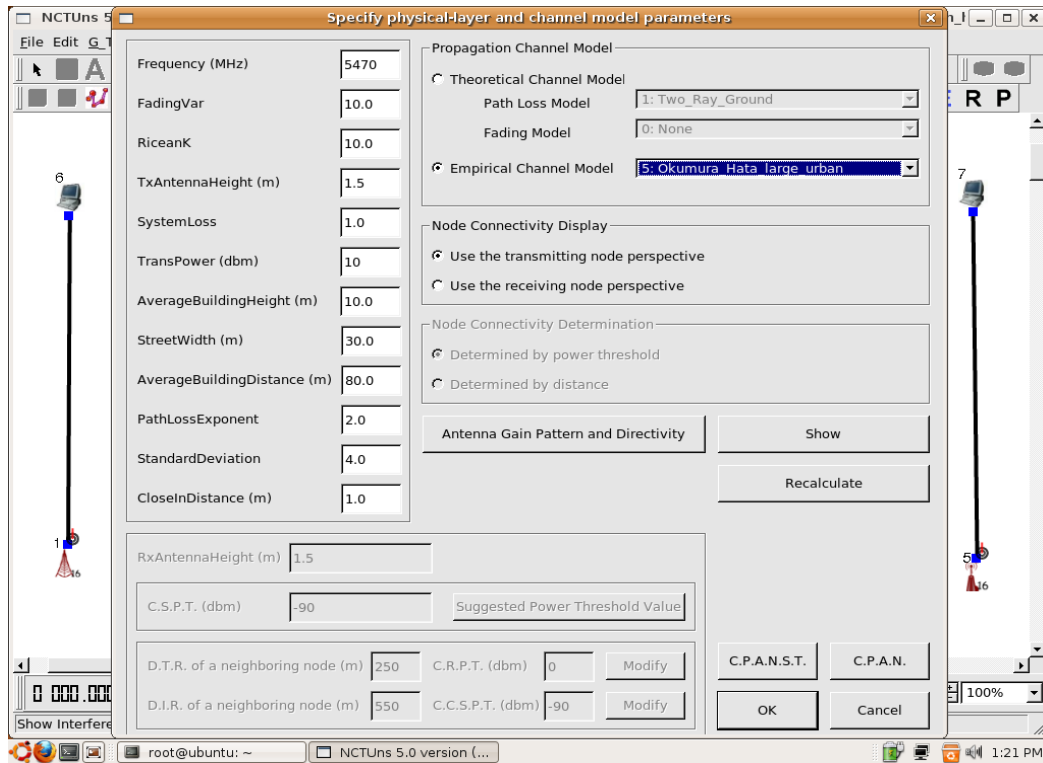 NCTUns 5
Specify physical-layer and channel model parameters
File Edit G_T
A
R P
Frequency (MHz) 5470
FadingVar 10.0
RiceanK 10.0
TxAntennaHeight (m) 1.5
SystemLoss 1.0
TransPower (dbm) 10
AverageBuildingHeight (m) 10.0
StreetWidth (m) 30.0
AverageBuildingDistance (m) 80.0
PathLossExponent 2.0
StandardDeviation 4.0
CloseInDistance (m) 1.0
Propagation Channel Model
Theoretical Channel Model
Path Loss Model 1: Two_Ray_Ground
Fading Model 0: None
Empirical Channel Model 5: Okumura_Hata_large_urban
Node Connectivity Display
Use the transmitting node perspective
Use the receiving node perspective
Node Connectivity Determination
Determined by power threshold
Determined by distance
Antenna Gain Pattern and Directivity
Show
Recalculate
6
1
16
7
5
16
RxAntennaHeight (m) 1.5
C.S.P.T. (dbm) -90 Suggested Power Threshold Value
D.T.R. of a neighboring node (m) 250 C.R.P.T. (dbm) 0 Modify
D.I.R. of a neighboring node (m) 550 C.C.S.P.T. (dbm) -90 Modify
C.P.A.N.S.T. C.P.A.N.
OK Cancel
0 000.000
100%
Show Interfere
root@ubuntu: ~
NCTUns 5.0 version (...
1:21 PM